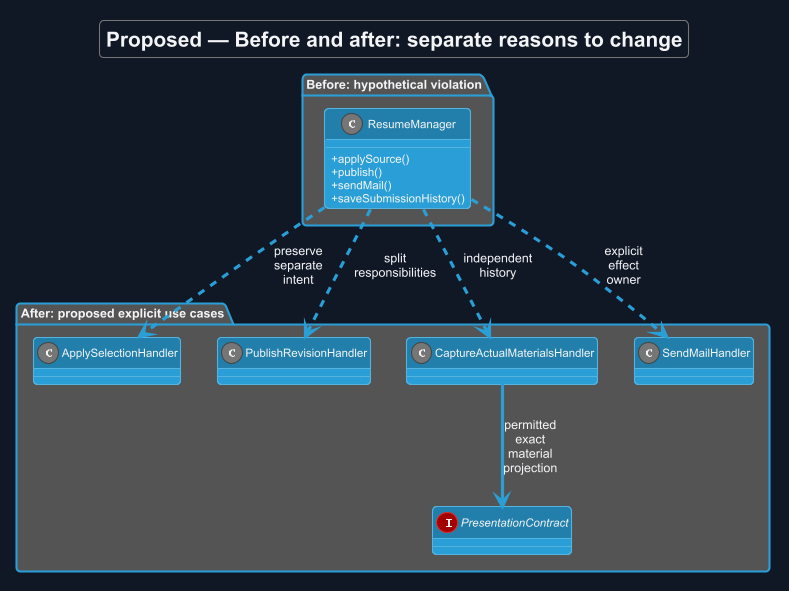 Proposed — Before and after: separate reasons to change
Before: hypothetical violation
C ResumeManager
+applySource()
+publish()
+sendMail()
+saveSubmissionHistory()
preserve
separate
intent
split
responsibilities
independent
history
explicit
effect
owner
After: proposed explicit use cases
C ApplySelectionHandler
C PublishRevisionHandler
C CaptureActualMaterialsHandler
C SendMailHandler
permitted
exact
material
projection
I PresentationContract